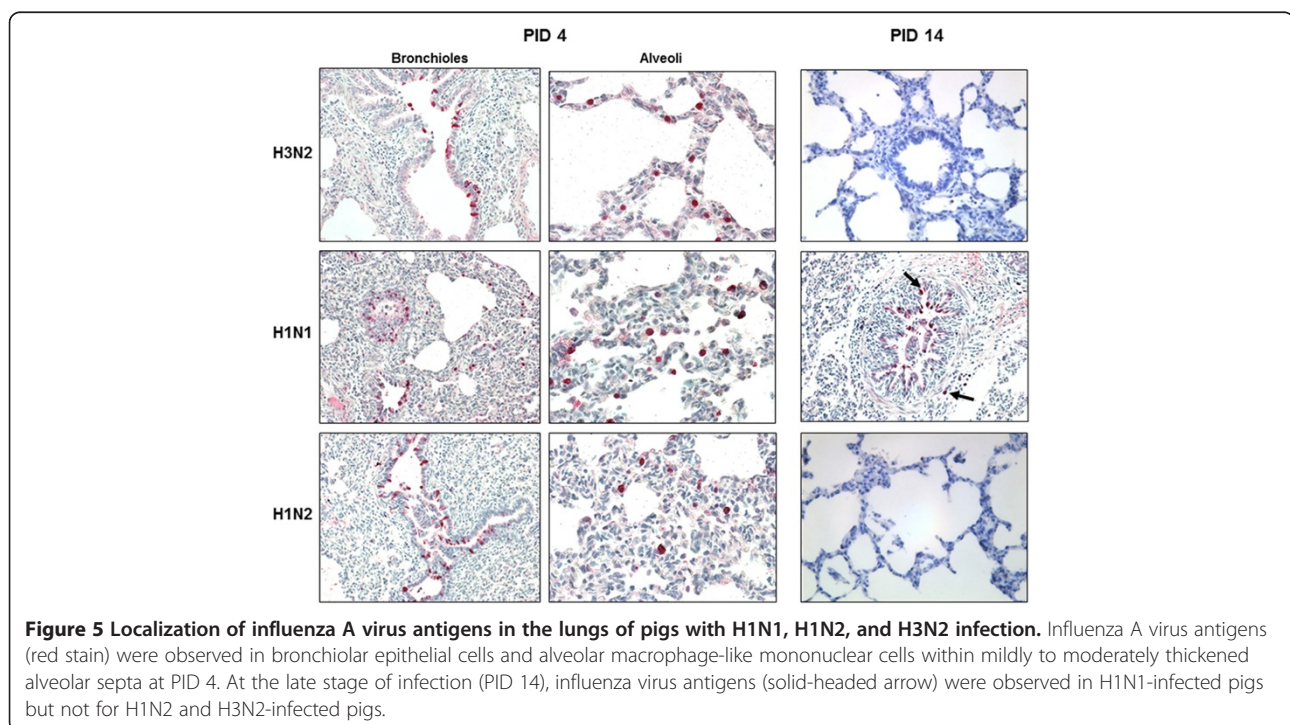 PID 4 PID 14
Bronchioles Alveoli
H3N2
H1N1
H1N2
Figure 5 Localization of influenza A virus antigens in the lungs of pigs with H1N1, H1N2, and H3N2 infection. Influenza A virus antigens
(red stain) were observed in bronchiolar epithelial cells and alveolar macrophage-like mononuclear cells within mildly to moderately thickened
alveolar septa at PID 4. At the late stage of infection (PID 14), influenza virus antigens (solid-headed arrow) were observed in H1N1-infected pigs
but not for H1N2 and H3N2-infected pigs.